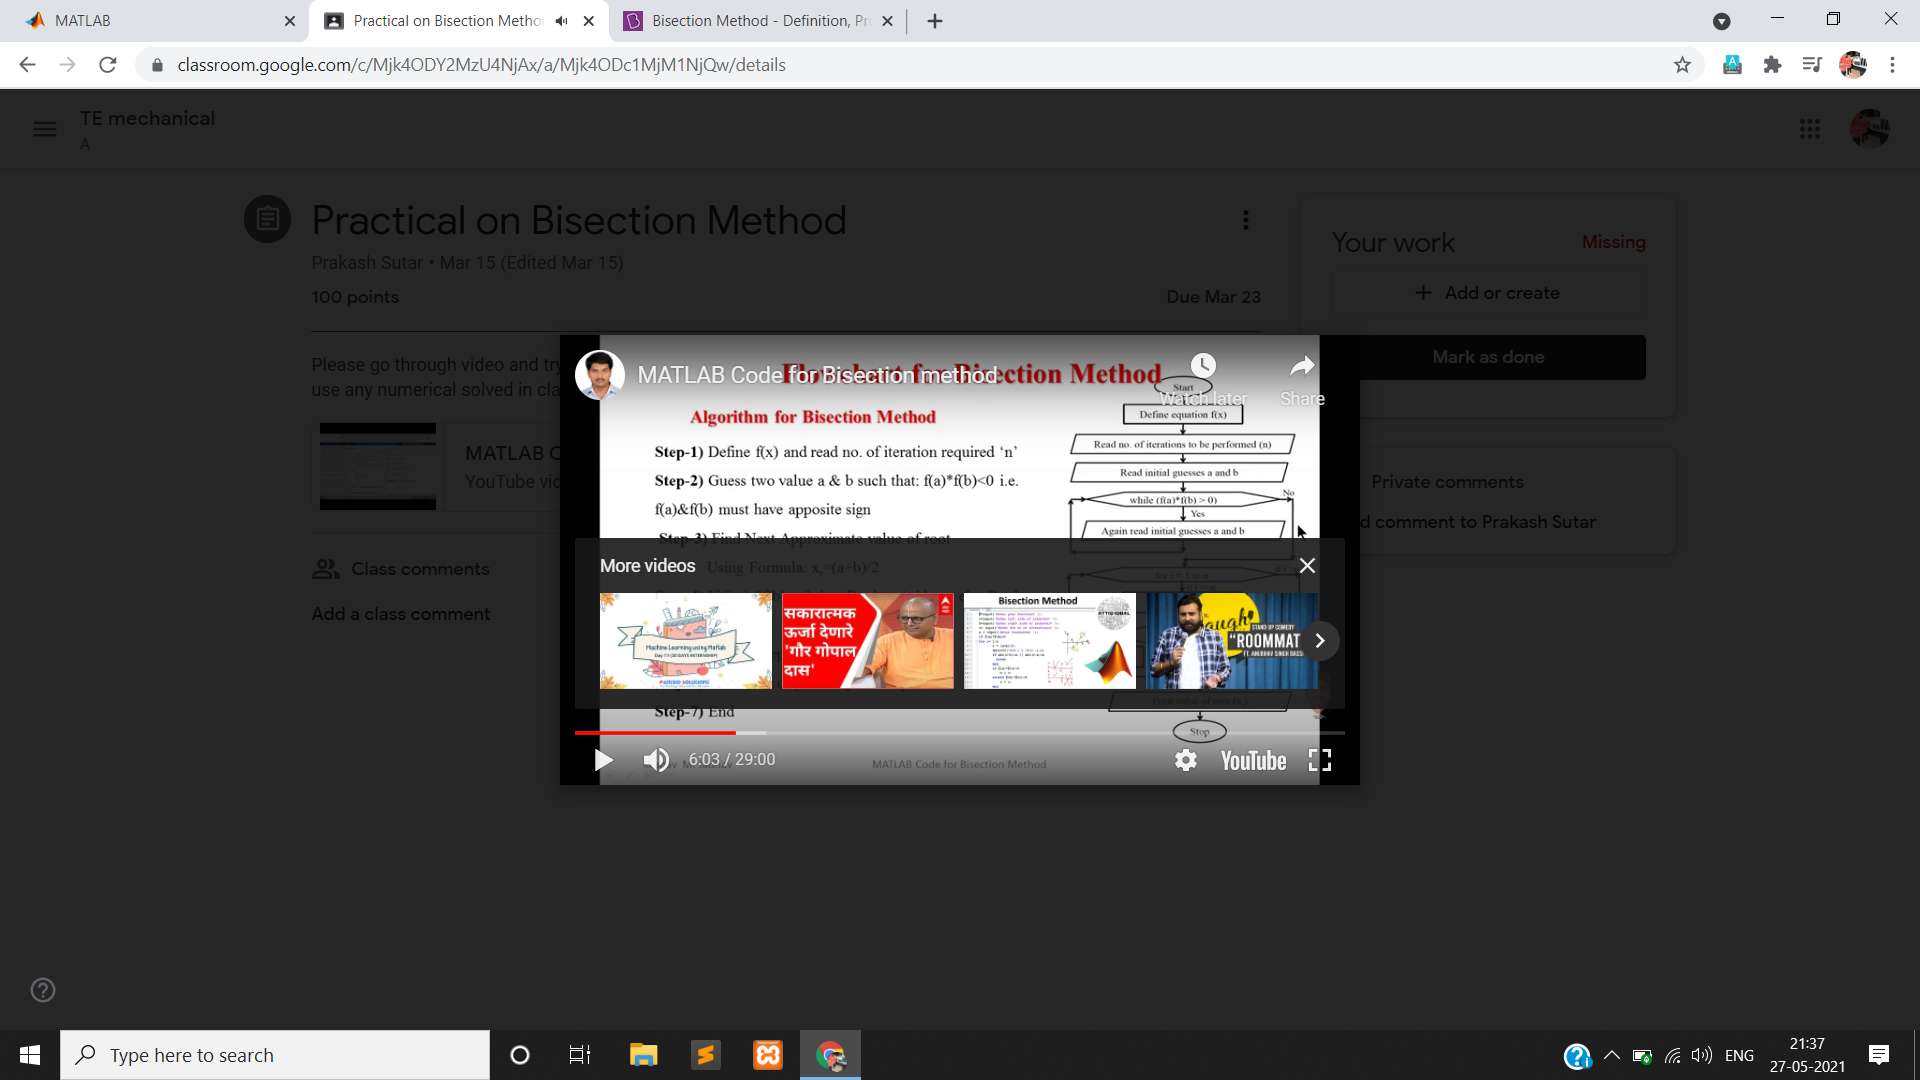 MATLAB
Practical on Bisection Metho
Bisection Method - Definition, Pr
classroom.google.com/c/Mjk4ODY2MzU4NjAx/a/Mjk4ODc1MjM1NjQw/details
TE mechanical
A
Practical on Bisection Method
Prakash Sutar • Mar 15 (Edited Mar 15)
100 points
Due Mar 23
Your work
Missing
+ Add or create
Mark as done
Please go through video and try
use any numerical solved in cla
MATLAB C
YouTube vid
Class comments
Add a class comment
Private comments
d comment to Prakash Sutar
MATLAB Code for Bisection method
Flowchart for Bisection Method
Watch later
Share
Algorithm for Bisection Method
Step-1) Define f(x) and read no. of iteration required ‘n’
Step-2) Guess two value a & b such that: f(a)*f(b)<0 i.e.
f(a)&f(b) must have apposite sign
Step-3) Find Next Approximate value of root
Using Formula: x,=(a+b)/2
Step-7) End
Start
Define equation f(x)
Read no. of iterations to be performed (n)
Read initial guesses a and b
while (f(a)*f(b) > 0)
No
Yes
Again read initial guesses a and b
Stop
More videos
Machine Learning using Matlab
सकारात्मक
ऊर्जा देणारे
'गौर गोपाल
दास'
Bisection Method
augh
STAND-UP COMEDY
"ROOMMAT
6:03 / 29:00
MATLAB Code for Bisection Method
YouTube
Type here to search
ENG
21:37
27-05-2021